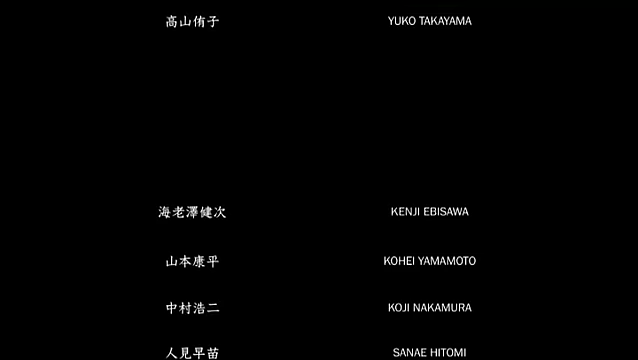 高山侑子 YUKO TAKAYAMA
海老澤健次 KENJI EBISAWA
山本康平 KOHEI YAMAMOTO
中村浩二 KOJI NAKAMURA
人見早苗 SANAE HITOMI